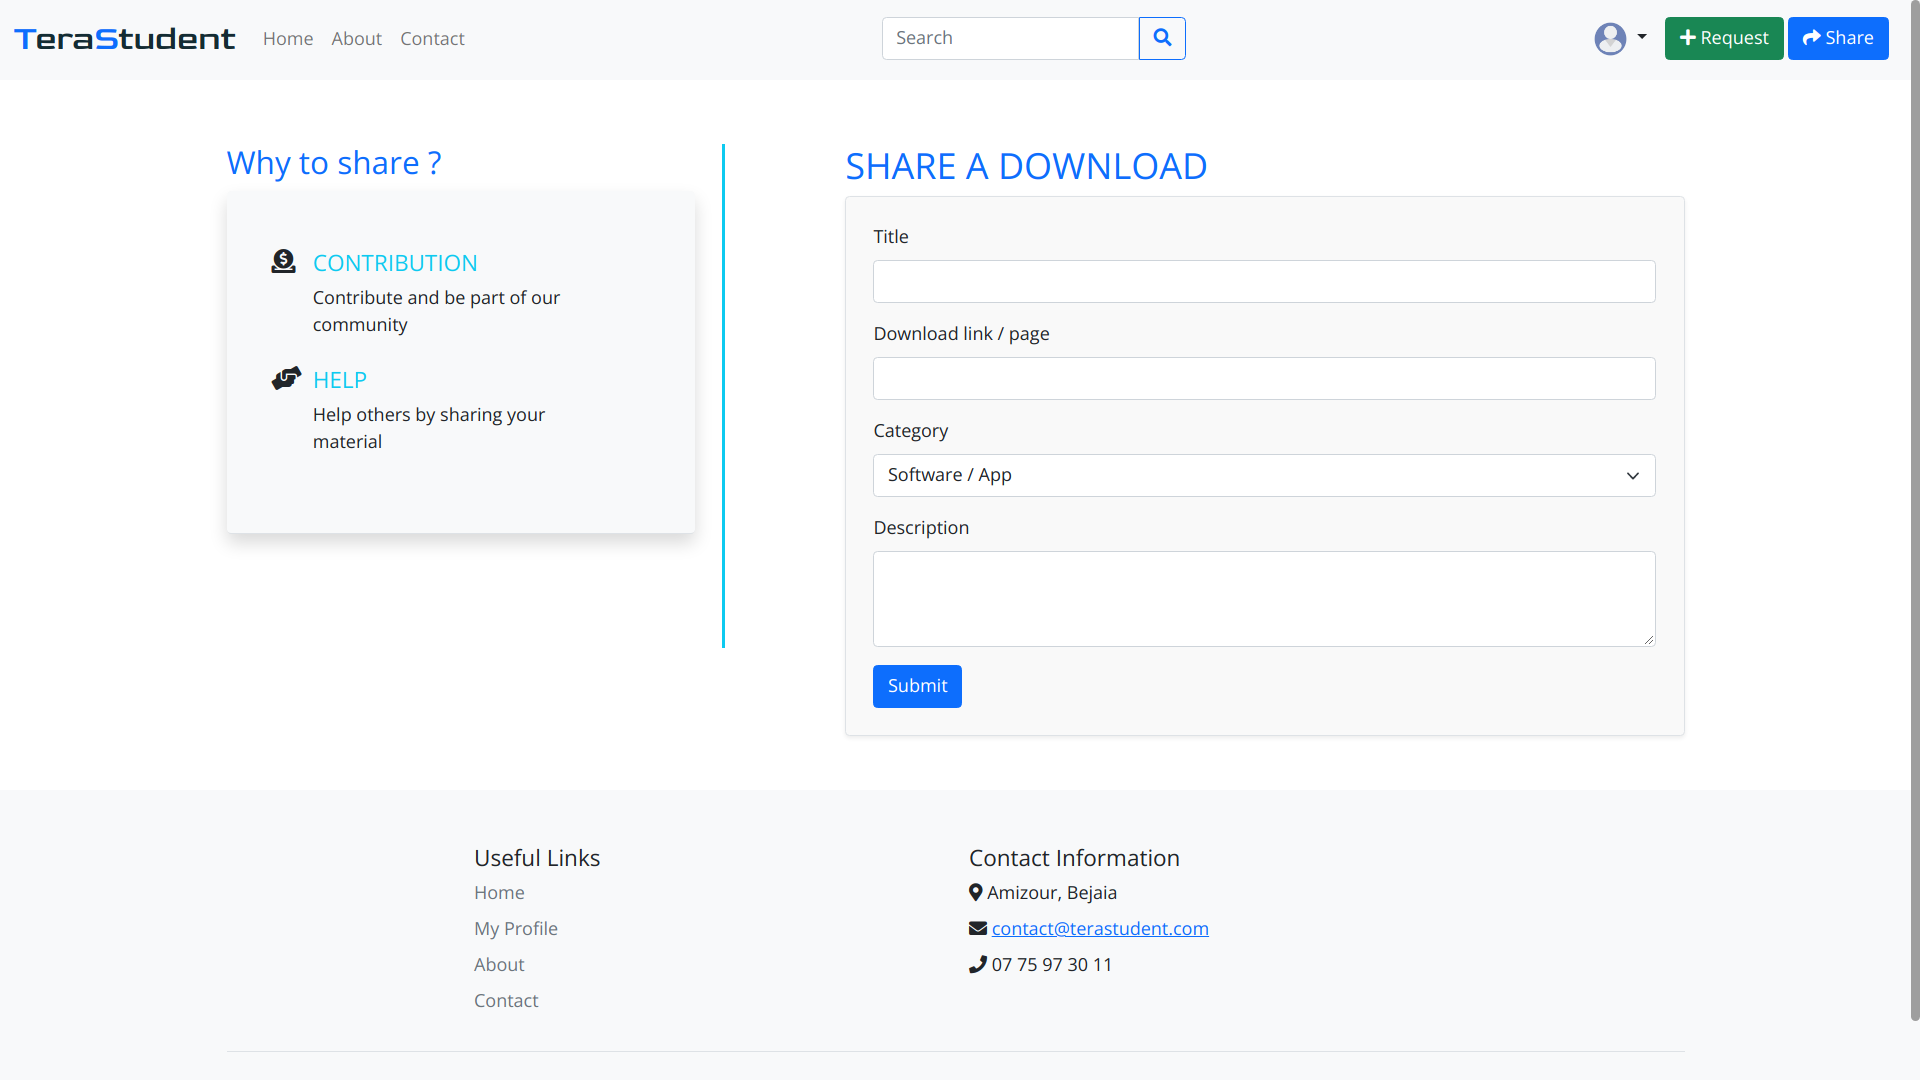 TeraStudent Home About Contact Search Request Share
Why to share ?
CONTRIBUTION
Contribute and be part of our
community
HELP
Help others by sharing your
material
SHARE A DOWNLOAD
Title
Download link / page
Category
Software / App
Description
Submit
Useful Links
Home
My Profile
About
Contact
Contact Information
Amizour, Bejaia
contact@terastudent.com
07 75 97 30 11